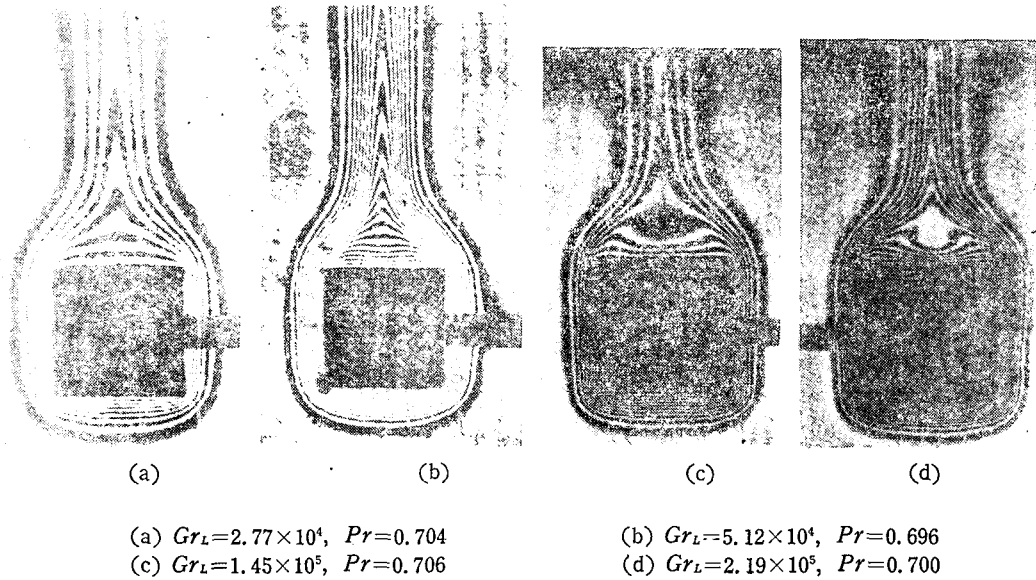 (a) (b) (c) (d)
(a) Gr_L=2.77×10⁴, Pr=0.704 (b) Gr_L=5.12×10⁴, Pr=0.696
(c) Gr_L=1.45×10⁵, Pr=0.706 (d) Gr_L=2.19×10⁵, Pr=0.700